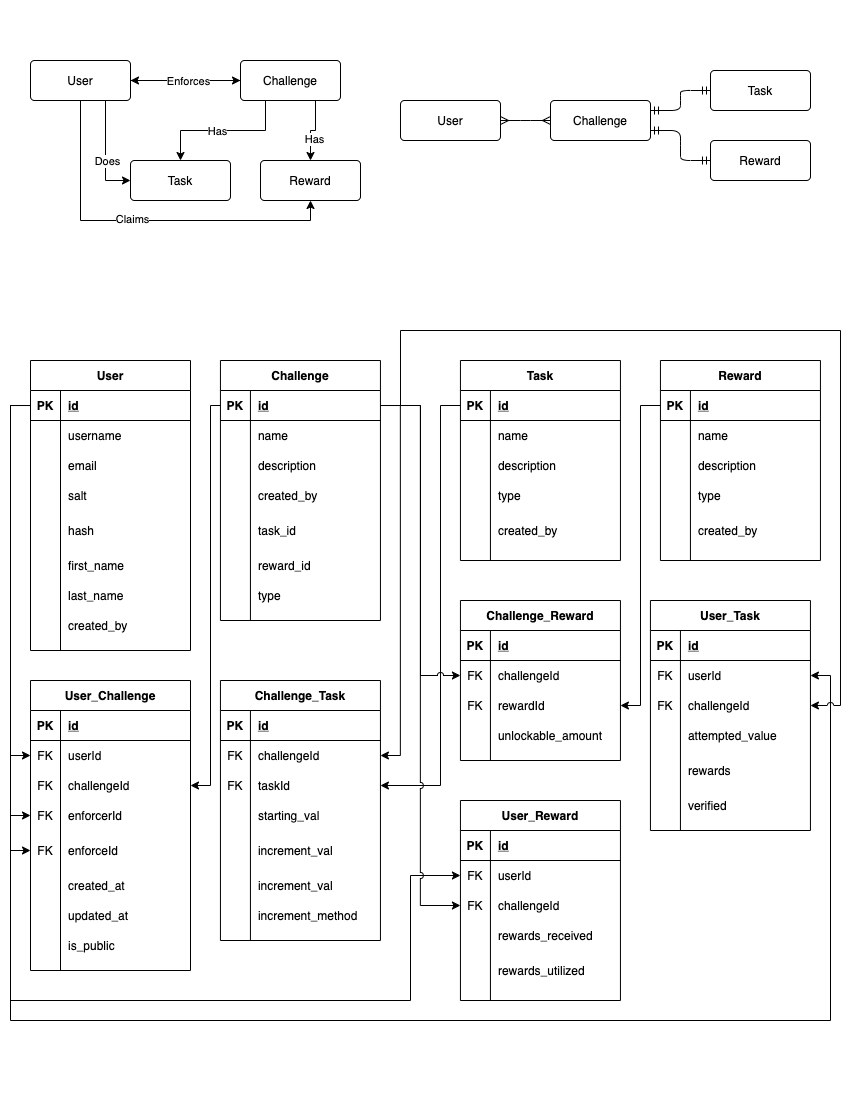 User
Enforces
Challenge
Has
Has
Does
Task
Reward
Claims
User
Challenge
Task
Reward
User
PK id
username
email
salt
hash
first_name
last_name
created_by
Challenge
PK id
name
description
created_by
task_id
reward_id
type
Task
PK id
name
description
type
created_by
Reward
PK id
name
description
type
created_by
User_Challenge
PK id
FK userId
FK challengeId
FK enforcerId
FK enforceId
created_at
updated_at
is_public
Challenge_Task
PK id
FK challengeId
FK taskId
starting_val
increment_val
increment_val
increment_method
Challenge_Reward
PK id
FK challengeId
FK rewardId
unlockable_amount
User_Task
PK id
FK userId
FK challengeId
attempted_value
rewards
verified
User_Reward
PK id
FK userId
FK challengeId
rewards_received
rewards_utilized